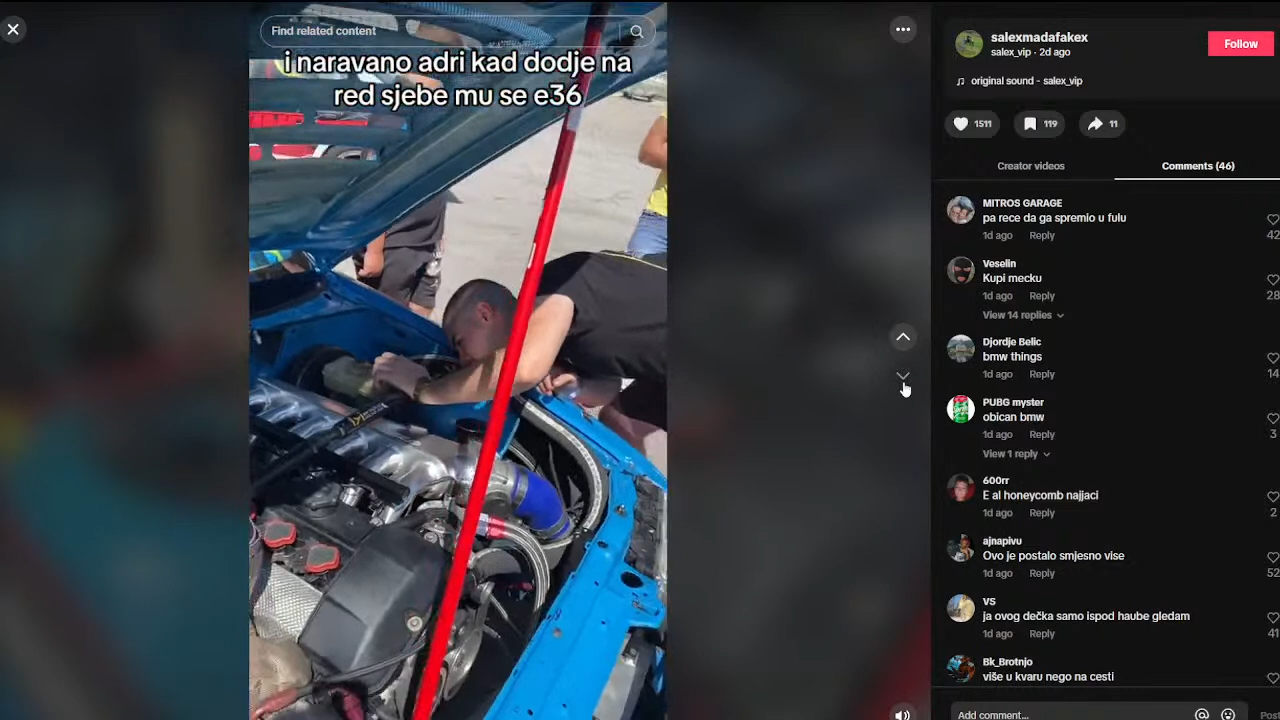 Find related content
i naravano adri kad dodje na
red sjebe mu se e36
salexmadafakex
salex_vip · 2d ago
Follow
original sound - salex_vip
1511
119
11
Creator videos
Comments (46)
MITROS GARAGE
pa rece da ga spremio u fulu
1d ago Reply
42
Veselin
Kupi mecku
1d ago Reply
28
View 14 replies
Djordje Belic
bmw things
1d ago Reply
14
PUBG myster
obican bmw
1d ago Reply
3
View 1 reply
600rr
E al honeycomb najjaci
1d ago Reply
2
ajnapivu
Ovo je postalo smjesno vise
1d ago Reply
52
VS
ja ovog dečka samo ispod haube gledam
1d ago Reply
41
Bk_Brotnjo
više u kvaru nego na cesti
Add comment...
Post